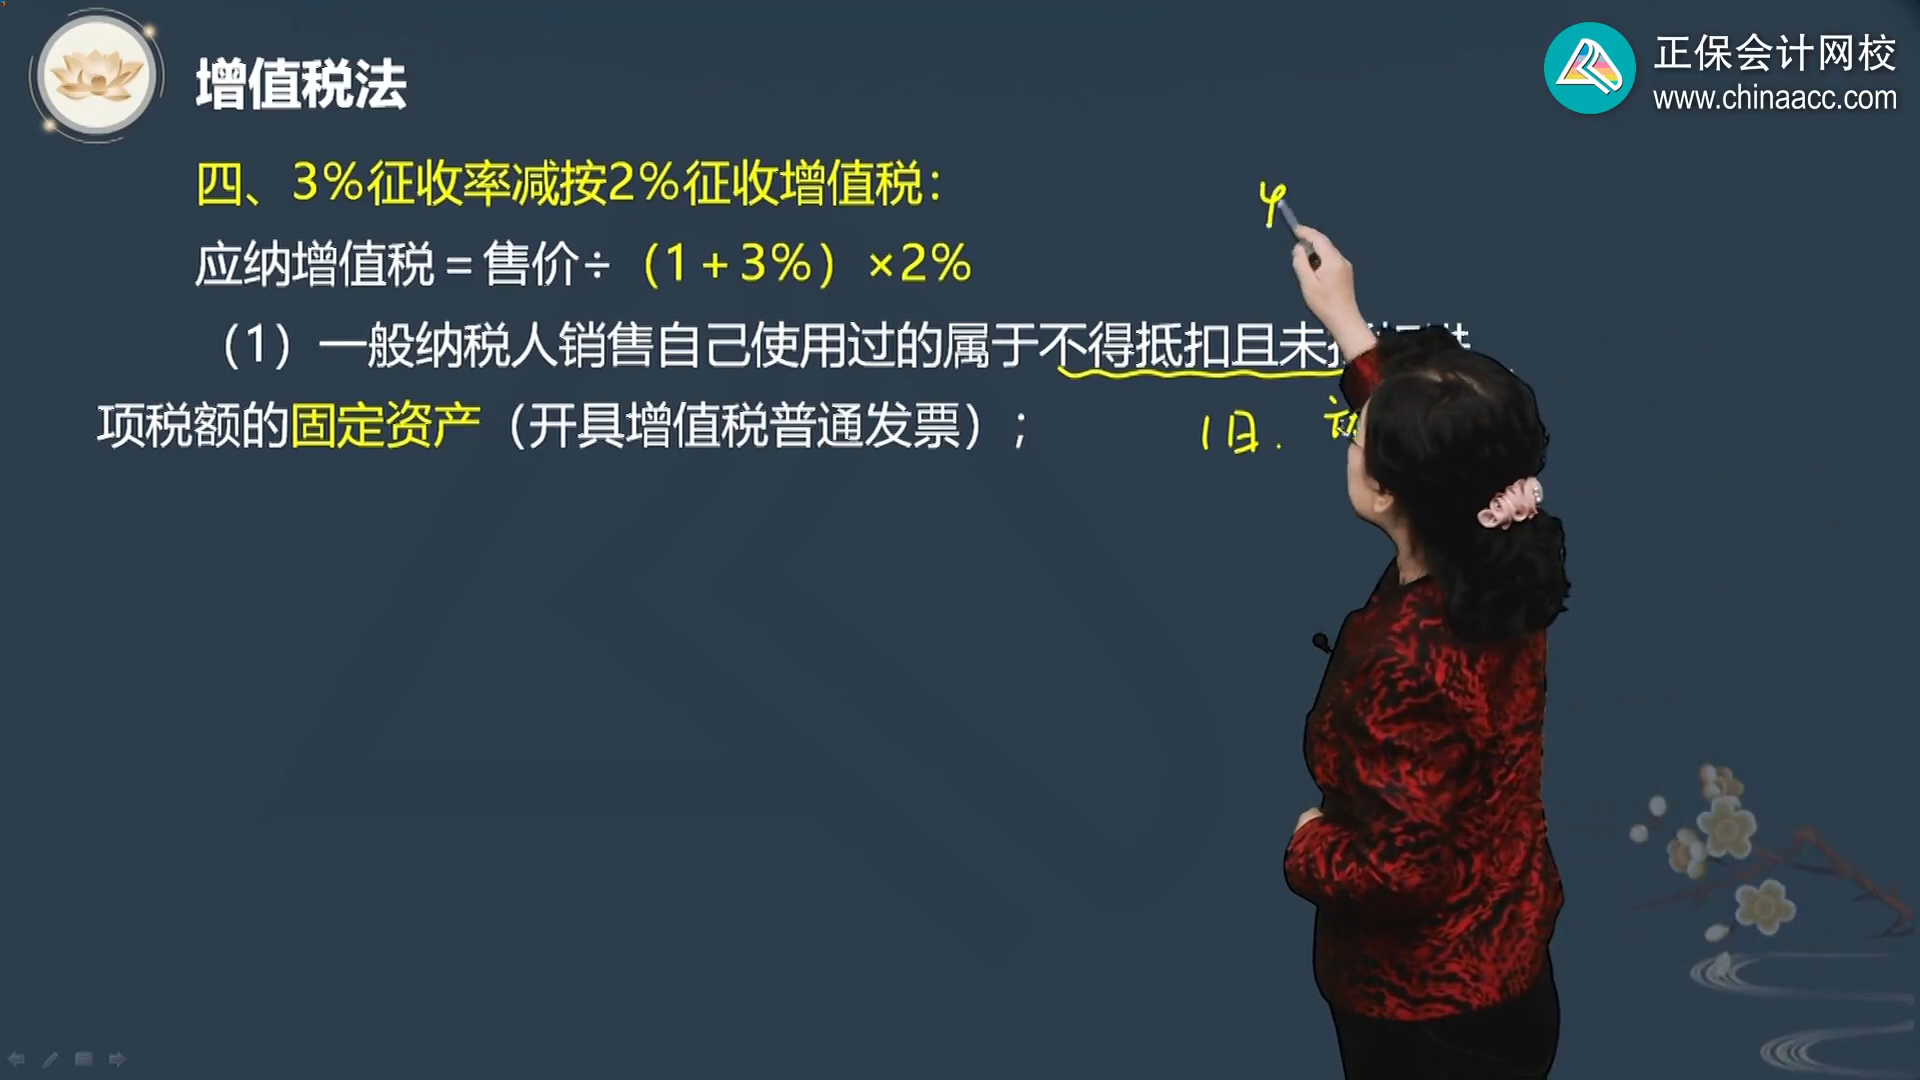 增值税法
正保会计网校
www.chinaacc.com
四、3%征收率减按2%征收增值税：
应纳增值税＝售价÷（1＋3%）×2%
（1）一般纳税人销售自己使用过的属于不得抵扣且未
项税额的固定资产（开具增值税普通发票）；
旧.